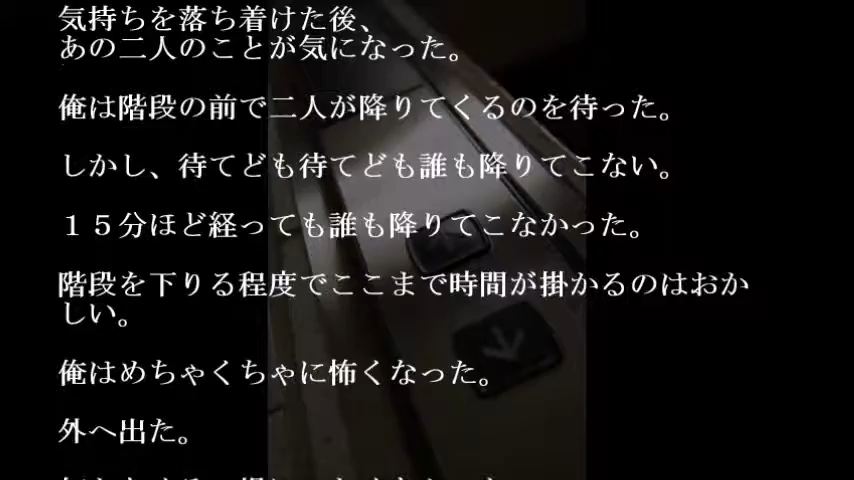 気持ちを落ち着けた後、
あの二人のことが気になった。
俺は階段の前で二人が降りてくるのを待った。
しかし、待てども待てども誰も降りてこない。
１５分ほど経っても誰も降りてこなかった。
階段を下りる程度でここまで時間が掛かるのはおか
しい。
俺はめちゃくちゃに怖くなった。
外へ出た。